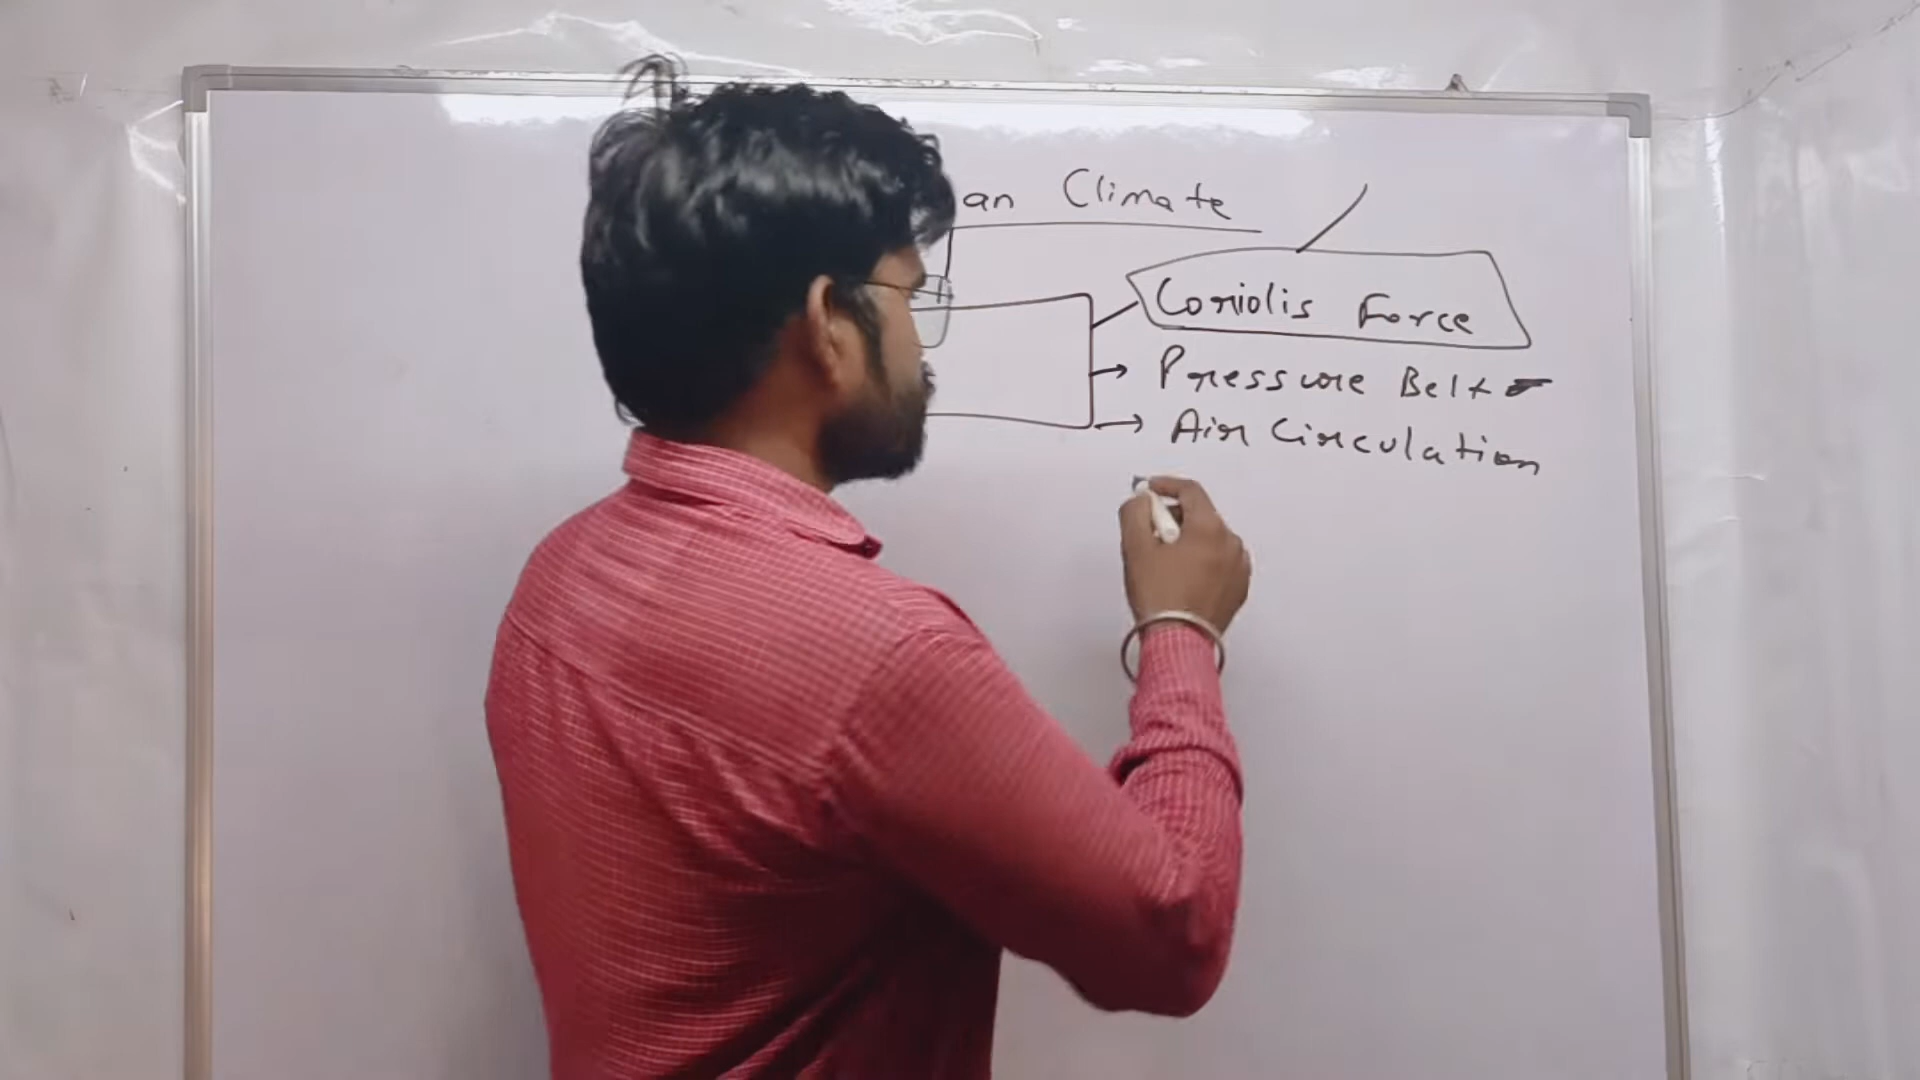 an Climate
Coriolis Force
Pressure Belt
Air Circulation